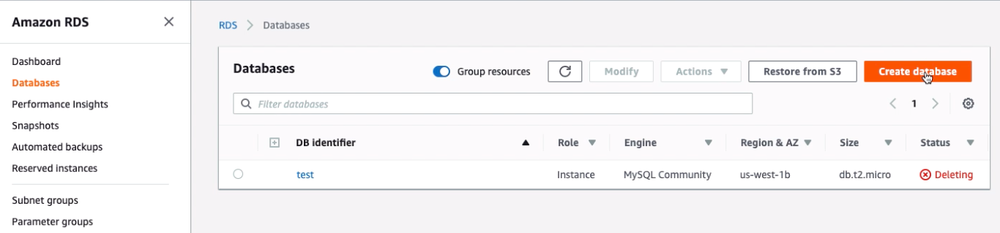 Amazon RDS
Dashboard
Databases
Performance Insights
Snapshots
Automated backups
Reserved instances
Subnet groups
Parameter groups
RDS > Databases
Databases
Group resources
Modify
Actions
Restore from S3
Create database
Filter databases
1
DB identifier Role Engine Region & AZ Size Status
test Instance MySQL Community us-west-1b db.t2.micro Deleting